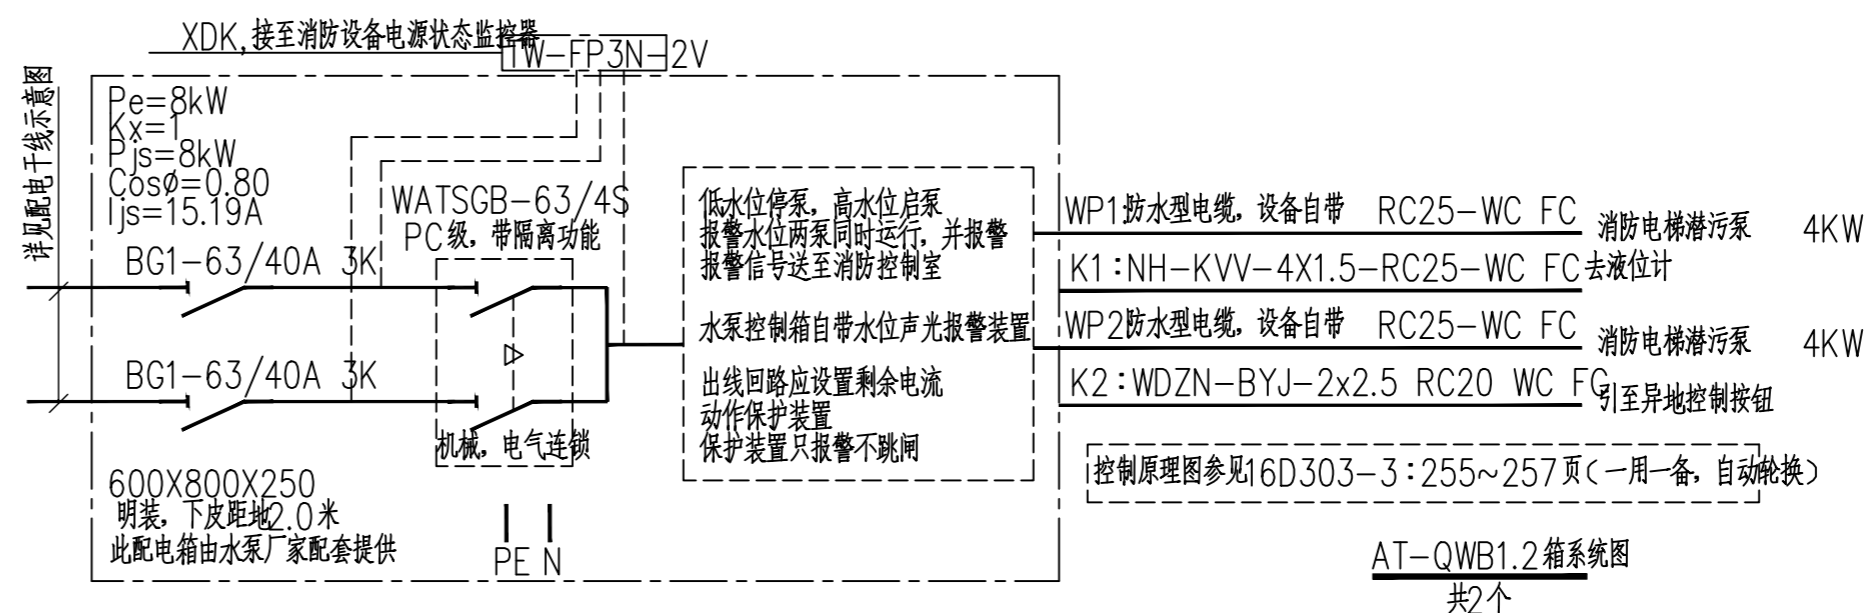 XDK,接至消防设备电源状态监控器
TW-FP3N-2V
详见配电干线示意图
Pe=8kW
Kx=1
Pjs=8kW
Cosø=0.80
Ijs=15.19A
BG1-63/40A 3K
BG1-63/40A 3K
WATSGB-63/4S
PC级，带隔离功能
机械，电气连锁
600X800X250
明装，下皮距地2.0米
此配电箱由水泵厂家配套提供
PE N
低水位停泵，高水位启泵
报警水位两泵同时运行，并报警
报警信号送至消防控制室
水泵控制箱自带水位声光报警装置
出线回路应设置剩余电流
动作保护装置
保护装置只报警不跳闸
WP1:防水型电缆，设备自带 RC25-WC FC 消防电梯潜污泵 4KW
K1:NH-KVV-4X1.5-RC25-WC FC 去液位计
WP2防水型电缆，设备自带 RC25-WC FC 消防电梯潜污泵 4KW
K2:WDZN-BYJ-2x2.5 RC20 WC FC 引至异地控制按钮
控制原理图参见16D303-3:255~257页(一用一备，自动轮换)
AT-QWB1.2箱系统图
共2个